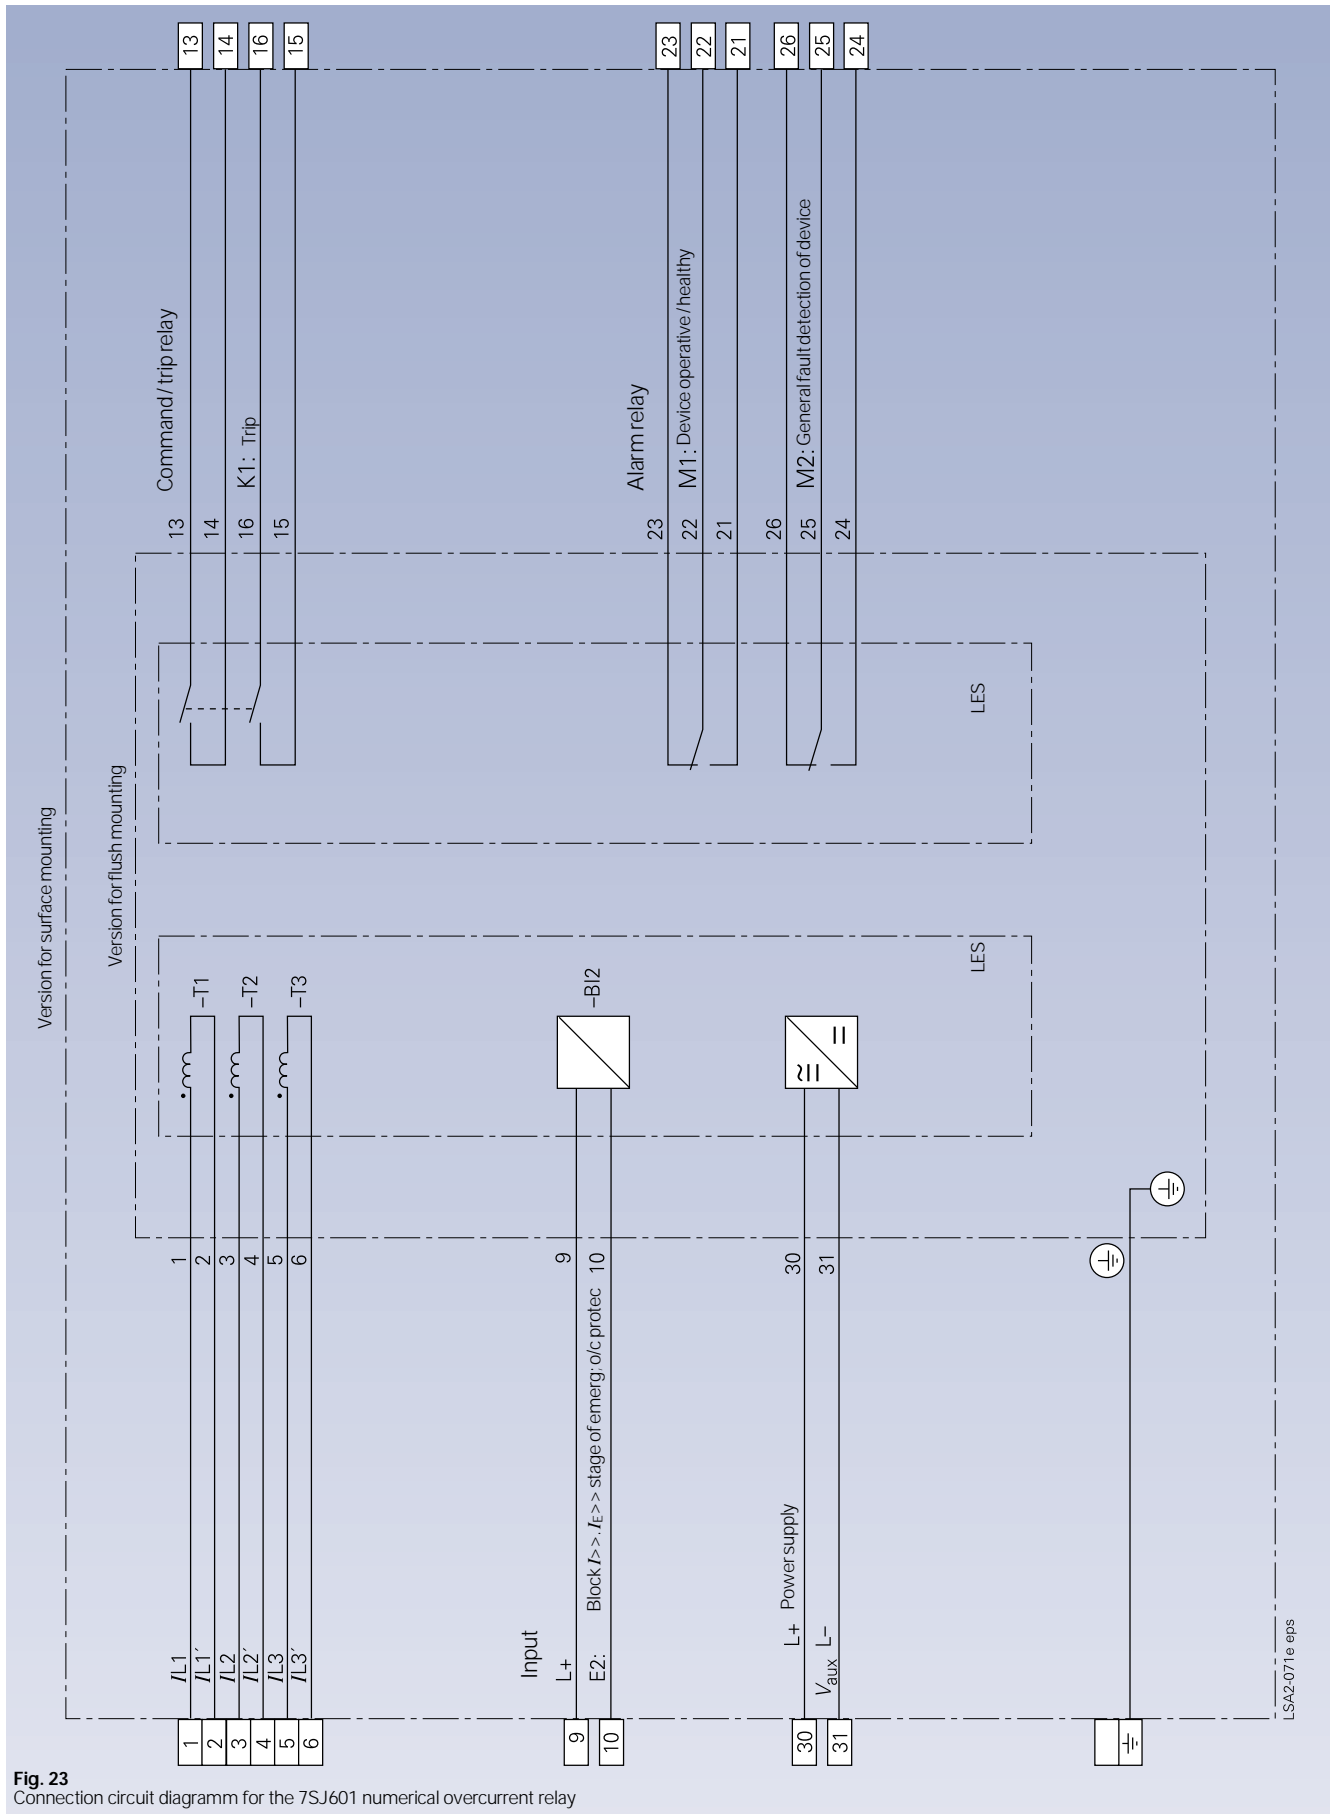 13
14
16
15
23
22
21
26
25
24
Command / trip relay
K1: Trip
Alarm relay
M1: Device operative / healthy
M2: General fault detection of device
13
14
16
15
23
22
21
26
25
24
LES
Version for surface mounting
Version for flush mounting
–T1
–T2
–T3
–BI2
LES
1
2
3
4
5
6
9
10
30
31
IL1
IL1´
IL2
IL2´
IL3
IL3´
Input
L+
E2: Block I>>. IE>> stage of emerg; o/c protec
L+ Power supply
Vaux L–
1
2
3
4
5
6
9
10
30
31
LSA2-071e eps
Fig. 23
Connection circuit diagramm for the 7SJ601 numerical overcurrent relay